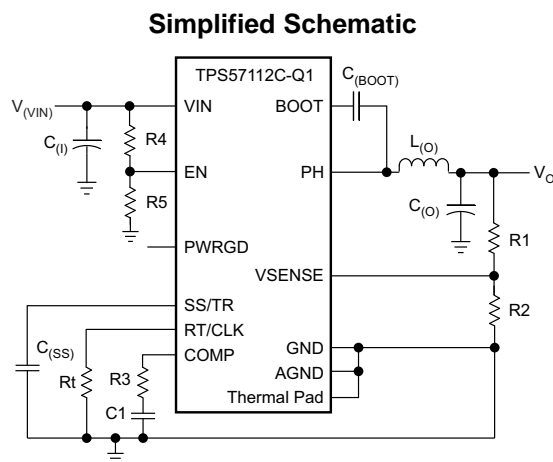 Simplified Schematic
TPS57112C-Q1
C(BOOT)
V(VIN)
VIN
BOOT
C(I)
R4
L(O)
EN
PH
VO
R5
C(O)
R1
PWRGD
VSENSE
R2
SS/TR
RT/CLK
C(SS)
COMP
GND
Rt
R3
AGND
C1
Thermal Pad